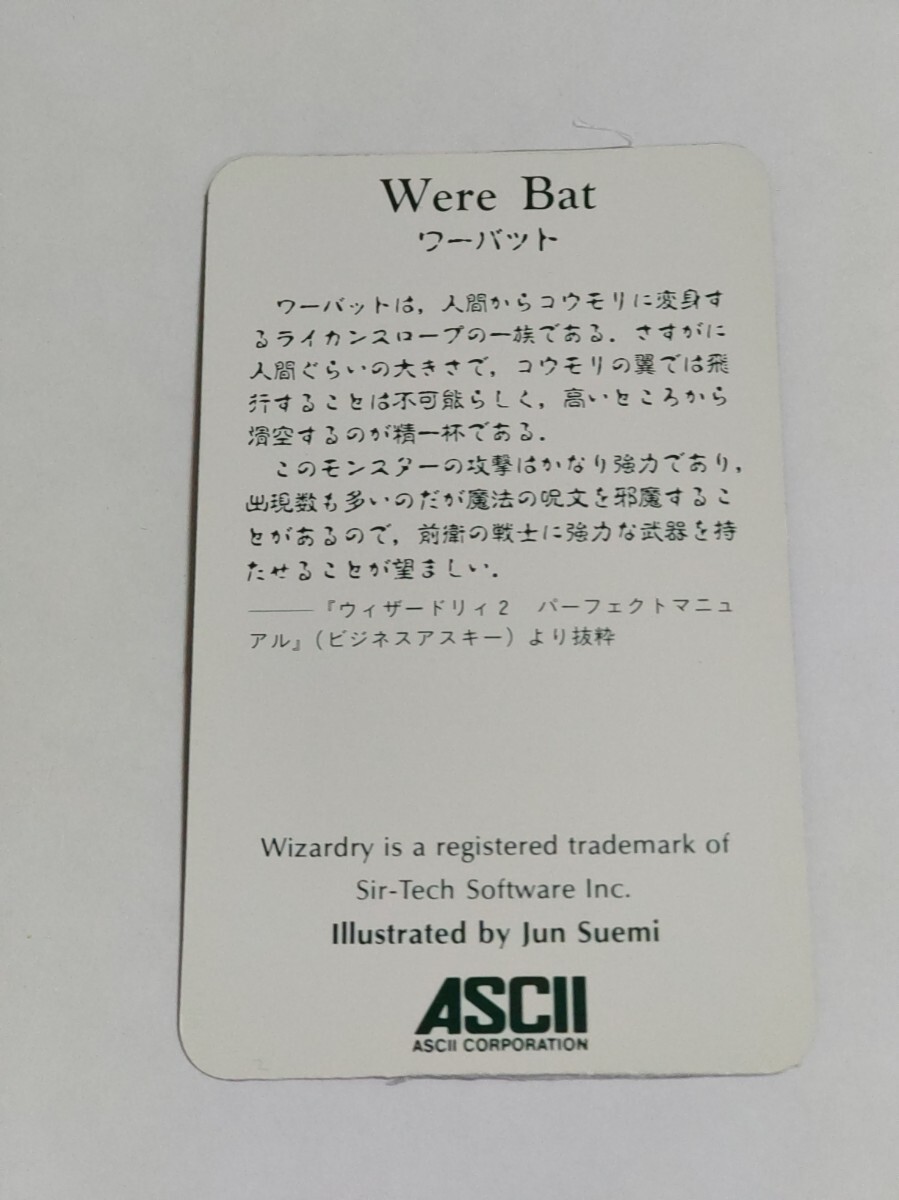 Were Bat
ワーバット
ワーバットは，人間からコウモリに変身す
るライカンスロープの一族である．さすがに
人間ぐらいの大きさで，コウモリの翼では飛
行することは不可能らしく，高いところから
滑空するのが精一杯である．
このモンスターの攻撃はかなり強力であり，
出現数も多いのだが魔法の呪文を邪魔するこ
とがあるので，前衛の戦士に強力な武器を持
たせることが望ましい．
――『ウィザードリィ2　パーフェクトマニュ
アル』（ビジネスアスキー）より抜粋
Wizardry is a registered trademark of
Sir-Tech Software Inc.
Illustrated by Jun Suemi
ASCII
ASCII CORPORATION